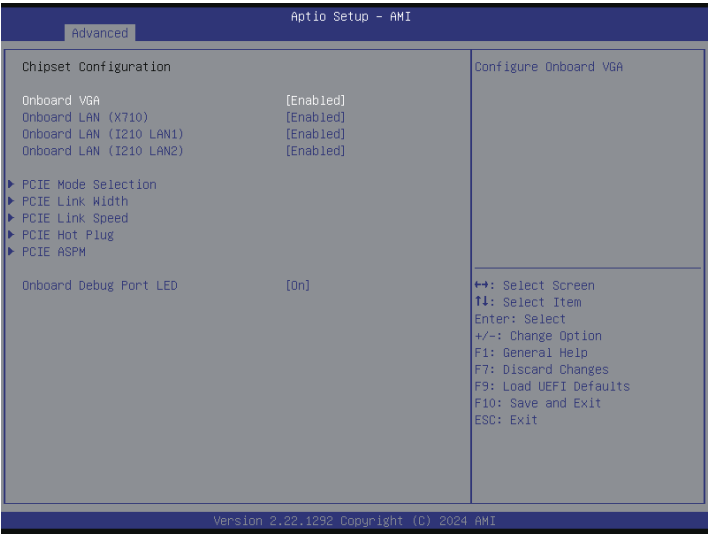 Aptio Setup – AMI
Advanced
Chipset Configuration
Onboard VGA [Enabled]
Onboard LAN (X710) [Enabled]
Onboard LAN (I210 LAN1) [Enabled]
Onboard LAN (I210 LAN2) [Enabled]
PCIE Mode Selection
PCIE Link Width
PCIE Link Speed
PCIE Hot Plug
PCIE ASPM
Onboard Debug Port LED [On]
Configure Onboard VGA
↔: Select Screen
↑↓: Select Item
Enter: Select
+/-: Change Option
F1: General Help
F7: Discard Changes
F9: Load UEFI Defaults
F10: Save and Exit
ESC: Exit
Version 2.22.1292 Copyright (C) 2024 AMI